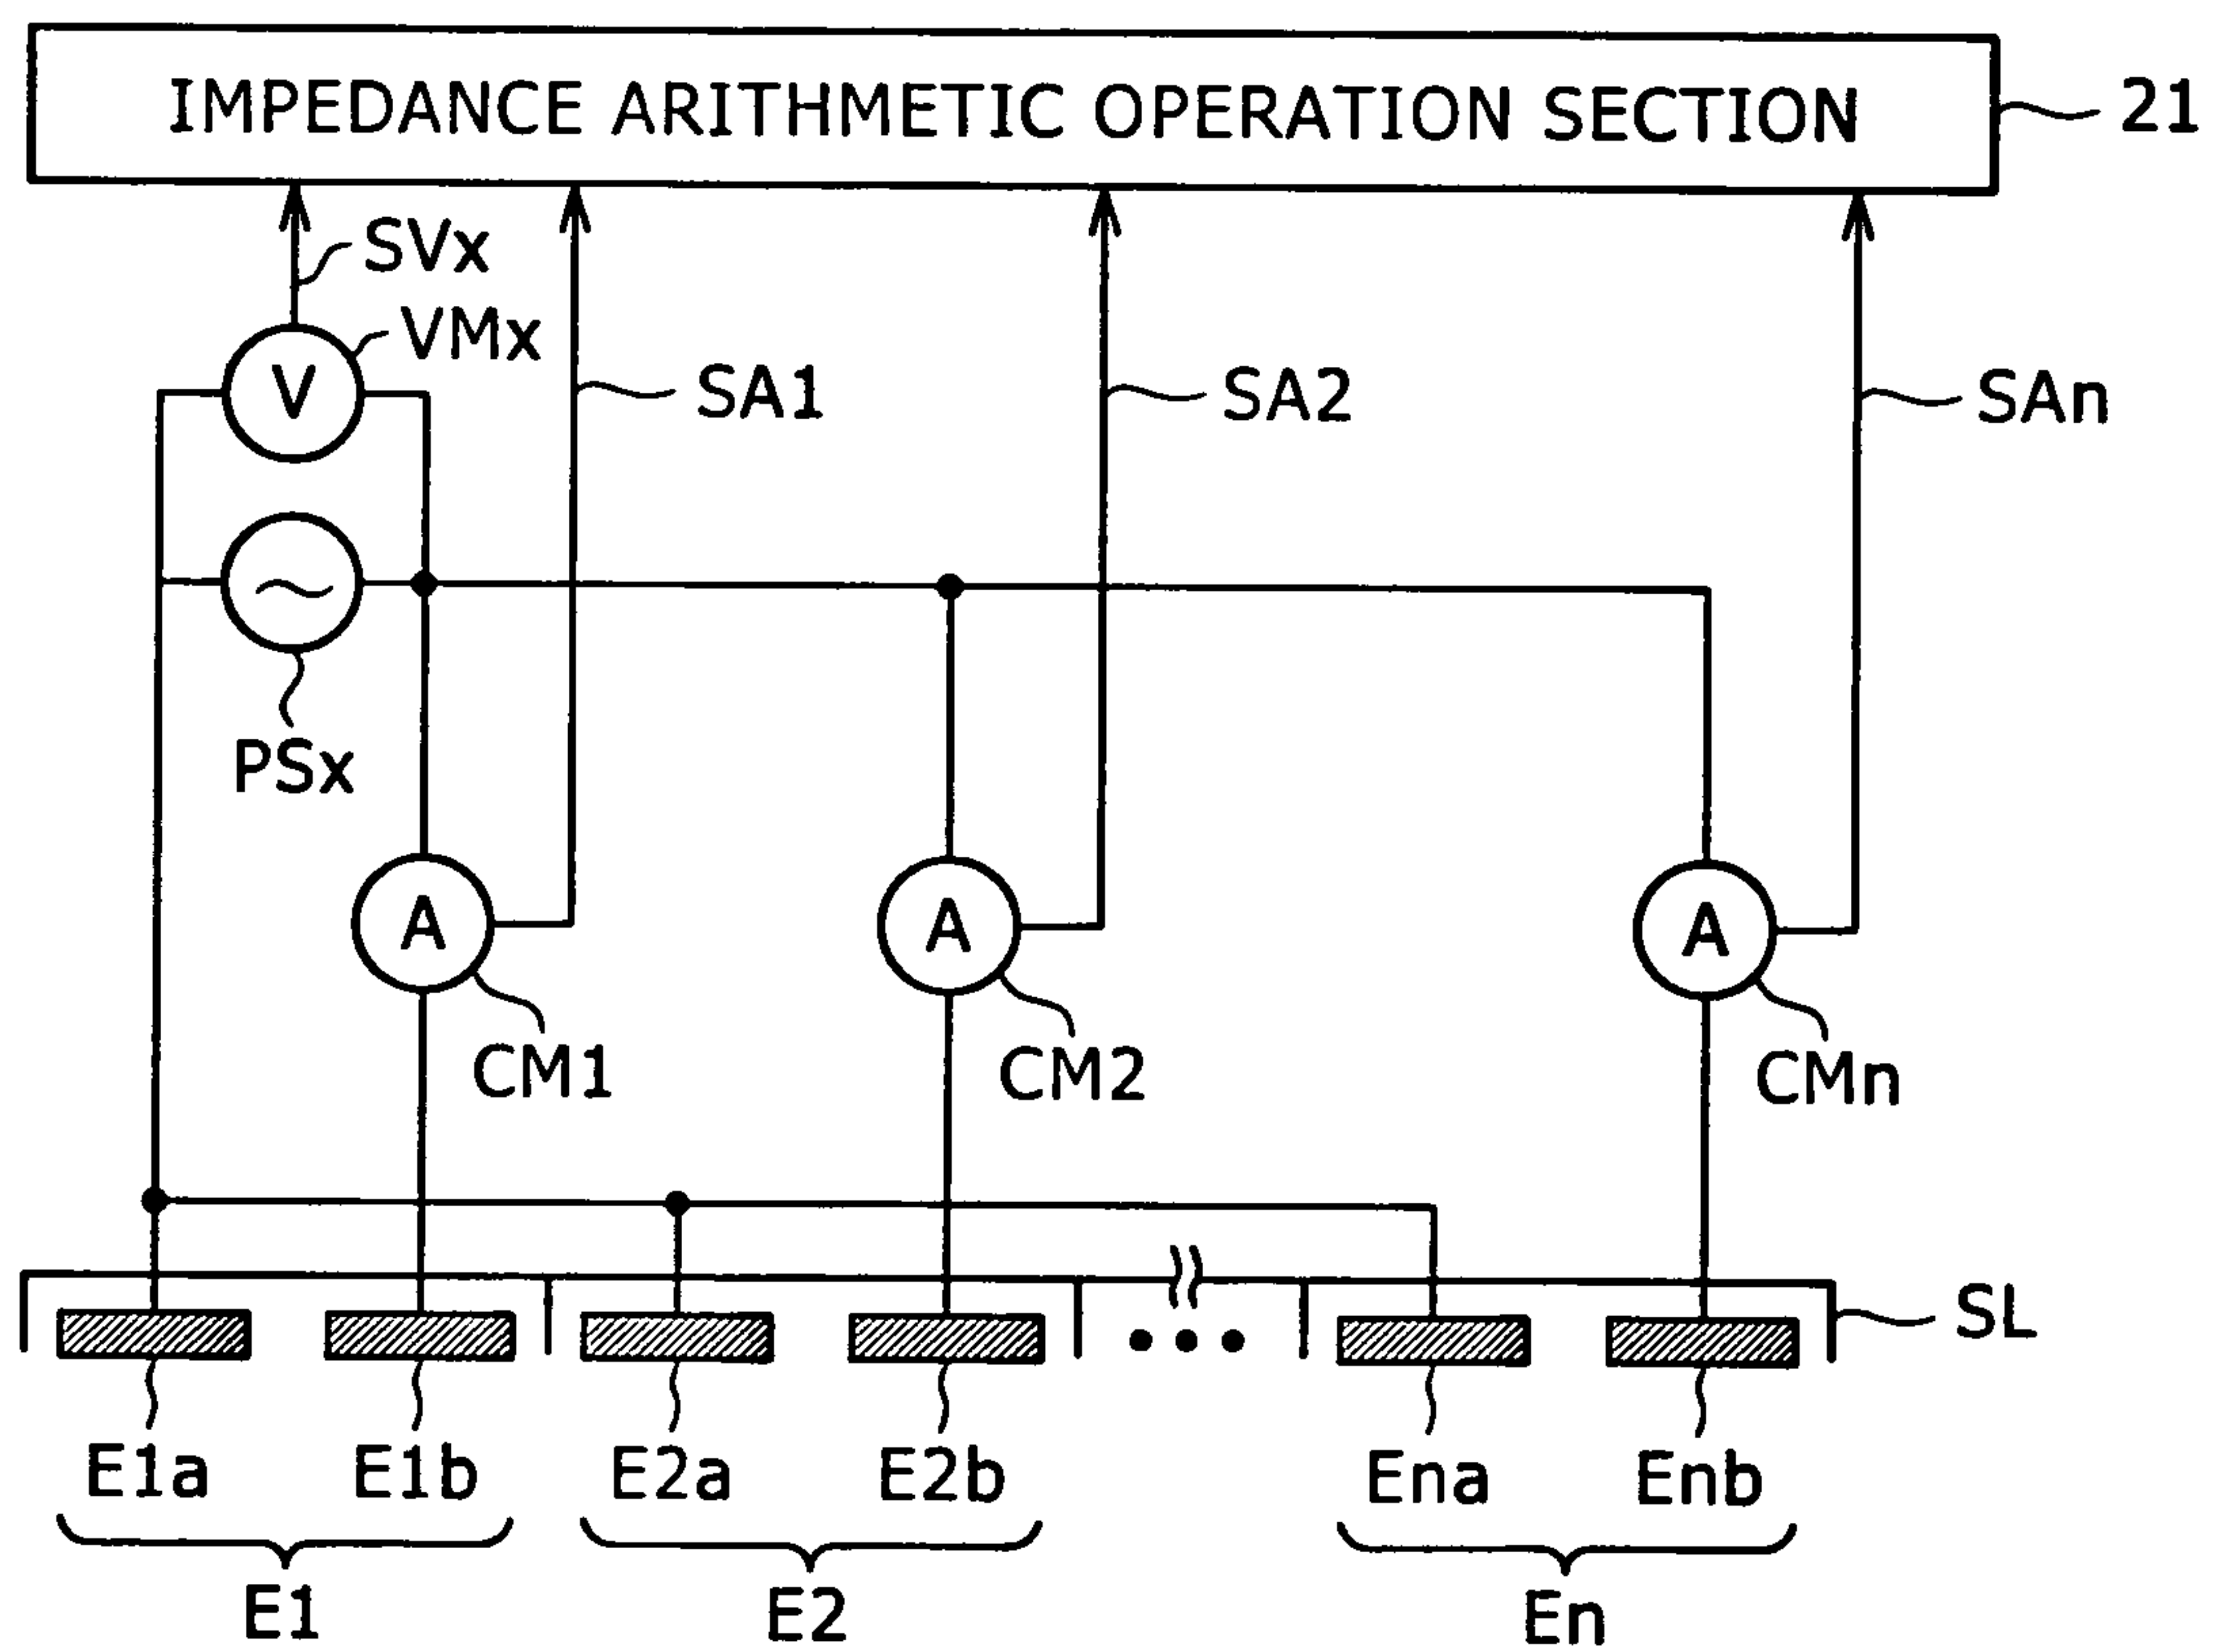 IMPEDANCE ARITHMETIC OPERATION SECTION
21
SVx
VMx
V
SA1
SA2
SAn
PSx
A
A
A
CM1
CM2
CMn
SL
E1a
E1b
E2a
E2b
Ena
Enb
E1
E2
En